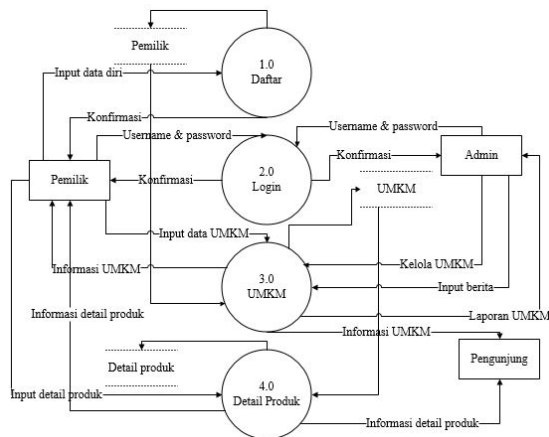 Pemilik
1.0
Daftar
Input data diri
Konfirmasi
Username & password
Username & password
2.0
Login
Konfirmasi
Konfirmasi
Pemilik
Admin
UMKM
Input data UMKM
Informasi UMKM
3.0
UMKM
Kelola UMKM
Input berita
Informasi detail produk
Laporan UMKM
Informasi UMKM
Pengunjung
Detail produk
4.0
Detail Produk
Input detail produk
Informasi detail produk